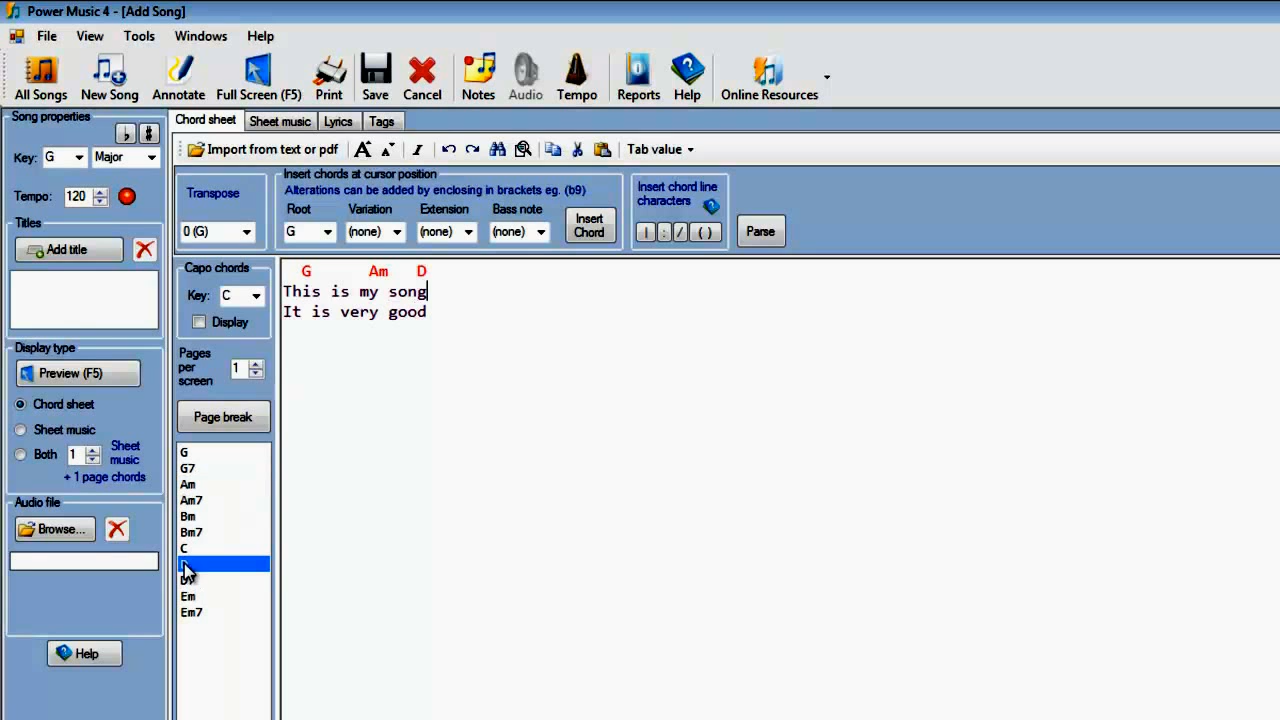 Power Music 4 - [Add Song]
File View Tools Windows Help
All Songs New Song Annotate Full Screen (F5) Print Save Cancel Notes Audio Tempo Reports Help Online Resources
Song properties
♭ #
Key: G Major
Tempo: 120
Titles
Add title
Display type
Preview (F5)
Chord sheet
Sheet music
Both 1 Sheet music
+ 1 page chords
Audio file
Browse...
Help
Chord sheet Sheet music Lyrics Tags
Import from text or pdf A A I Tab value
Transpose
0 (G)
Insert chords at cursor position
Alterations can be added by enclosing in brackets eg. (b9)
Root Variation Extension Bass note
G (none) (none) (none)
Insert Chord
Insert chord line characters
| : / ( )
Parse
Capo chords
Key: C
Display
Pages per screen 1
Page break
G
G7
Am
Am7
Bm
Bm7
C
Em
Em7
G Am D
This is my song
It is very good